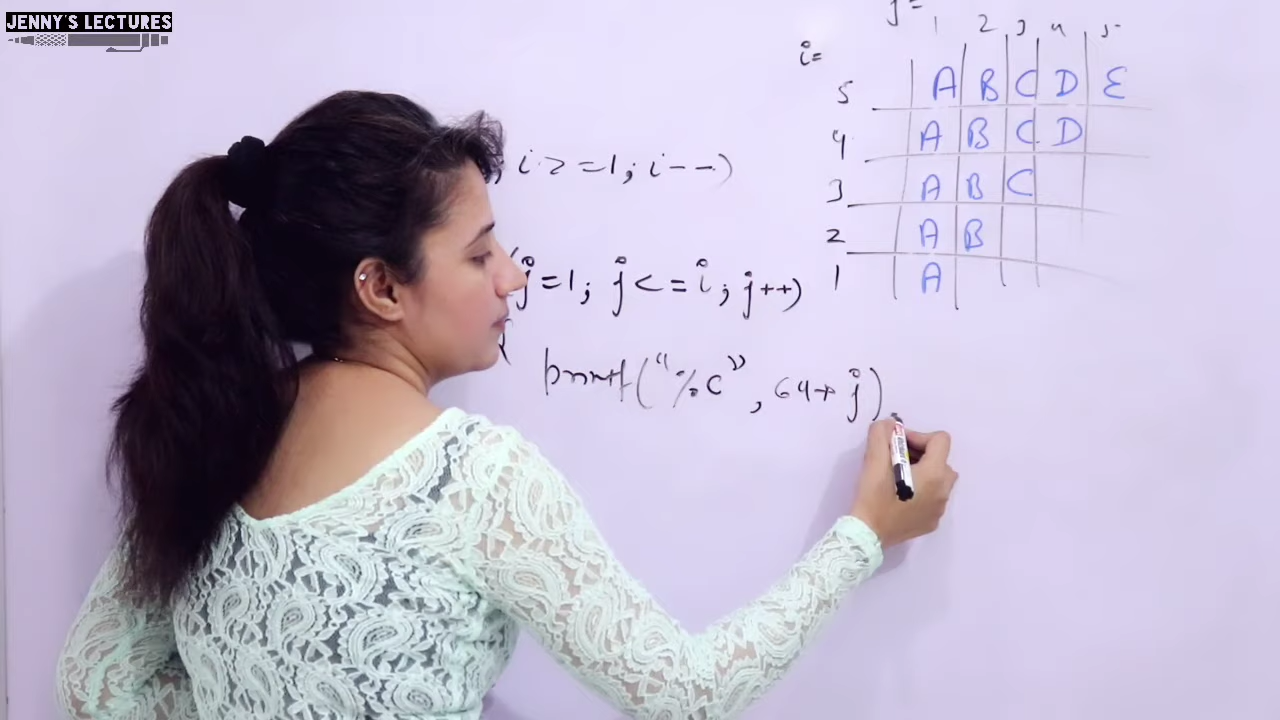 JENNY'S LECTURES
j=
1 2 3 4 5
i=
5 A B C D E
4 A B C D
3 A B C
2 A B
1 A
; i>=1; i--)
(j=1; j<=i; j++)
{
printf("%c", 64+j)